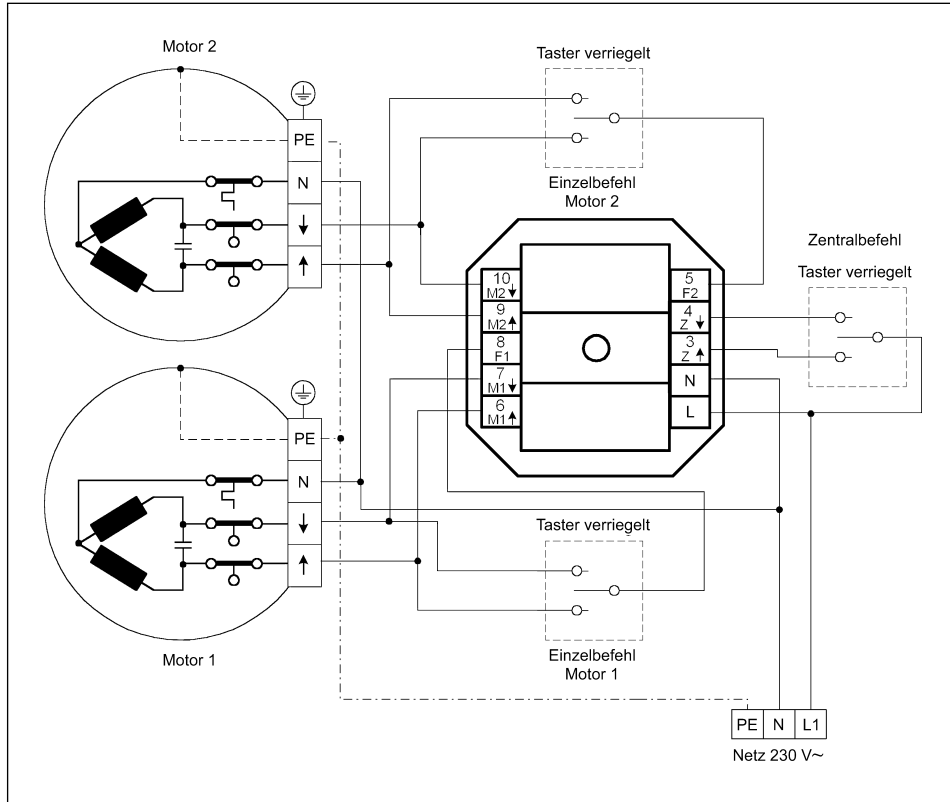 Motor 2
PE
N
↓
↑
Taster verriegelt
Einzelbefehl
Motor 2
Zentralbefehl
Taster verriegelt
10
M2↓
9
M2↑
8
F1
7
M1↓
6
M1↑
5
F2
4
Z ↓
3
Z ↑
N
L
PE
N
↓
↑
Motor 1
Taster verriegelt
Einzelbefehl
Motor 1
PE N L1
Netz 230 V~